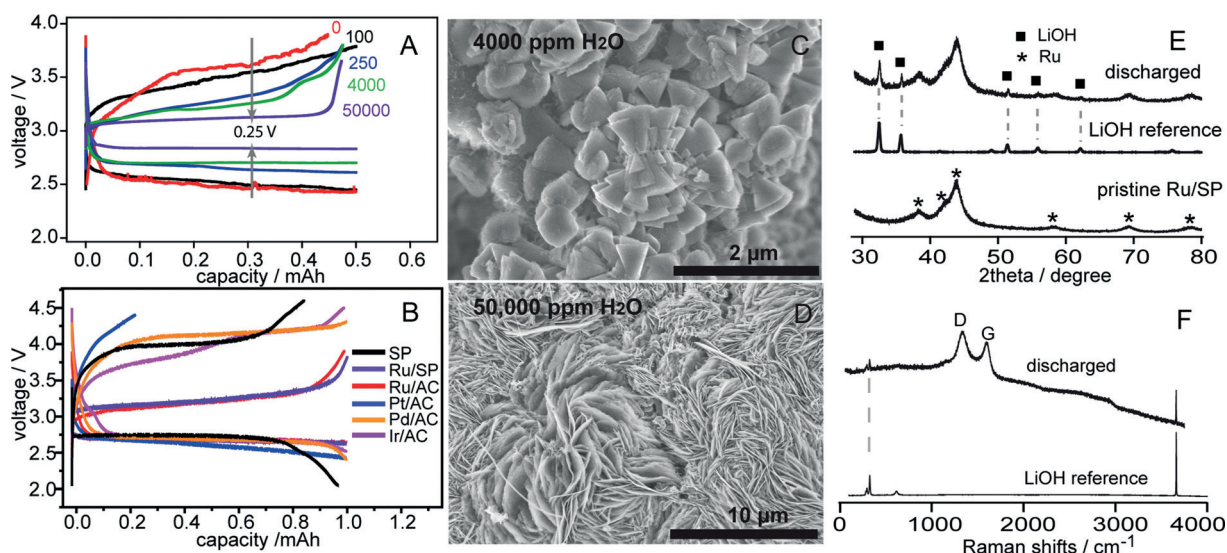 A
voltage / V
4.0
3.5
3.0
2.5
2.0
0
100
250
4000
50000
0.25 V
0.0 0.1 0.2 0.3 0.4 0.5 0.6
capacity / mAh
B
voltage / V
4.5
4.0
3.5
3.0
2.5
2.0
SP
Ru/SP
Ru/AC
Pt/AC
Pd/AC
Ir/AC
0.0 0.2 0.4 0.6 0.8 1.0 1.2
capacity /mAh
4000 ppm H2O
C
2 µm
50,000 ppm H2O
D
10 µm
E
■ LiOH
* Ru
discharged
LiOH reference
pristine Ru/SP
* * * * * *
30 40 50 60 70 80
2theta / degree
F
D
G
discharged
LiOH reference
0 1000 2000 3000 4000
Raman shifts / cm⁻¹